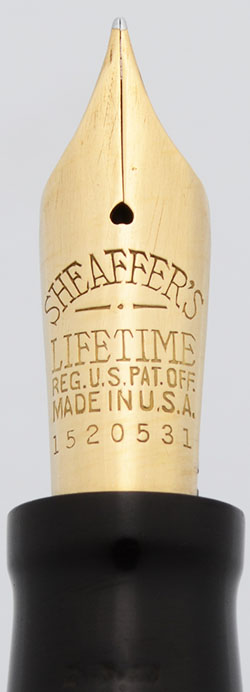 SHEAFFER'S
LIFETIME
REG. U.S. PAT. OFF.
MADE IN U.S.A.
1520531